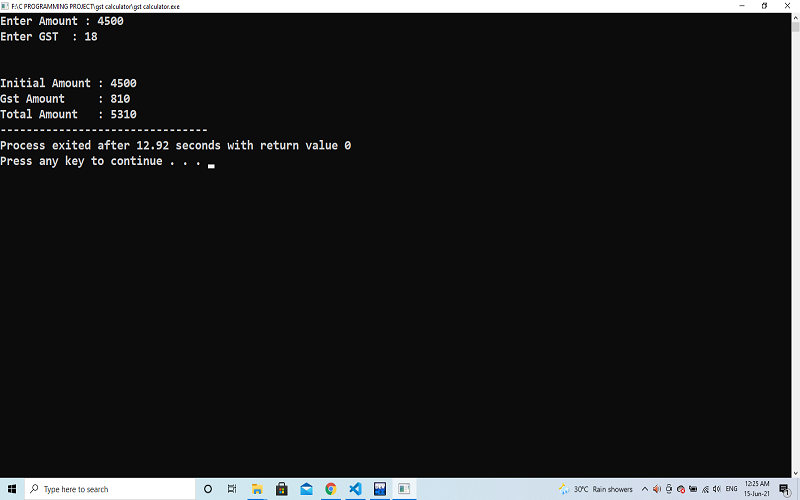 F:\C PROGRAMMING PROJECT\gst calculator\gst calculator.exe
Enter Amount : 4500
Enter GST  : 18
Initial Amount : 4500
Gst Amount     : 810
Total Amount   : 5310
--------------------------------
Process exited after 12.92 seconds with return value 0
Press any key to continue . . .
Type here to search
30°C Rain showers
ENG
12:25 AM
15-Jun-21
1